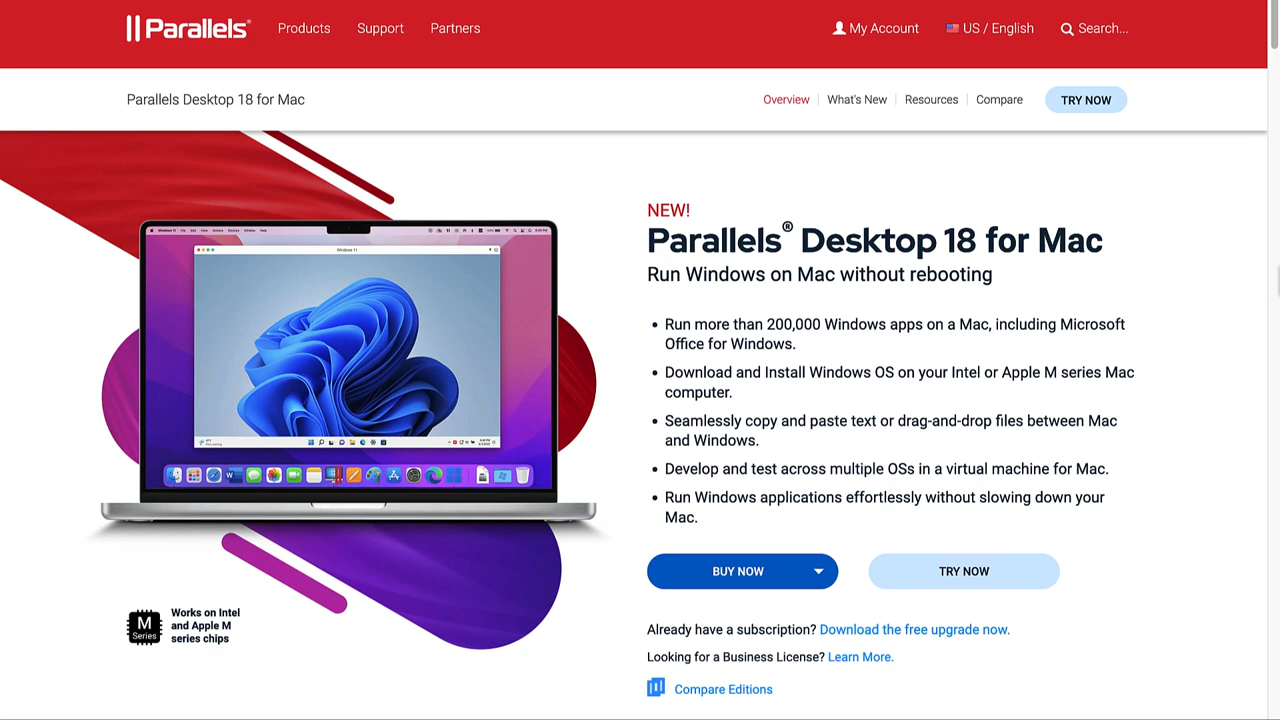 Parallels®
Products
Support
Partners
My Account
US / English
Search...
Parallels Desktop 18 for Mac
Overview
What's New
Resources
Compare
TRY NOW
NEW!
Parallels® Desktop 18 for Mac
Run Windows on Mac without rebooting
• Run more than 200,000 Windows apps on a Mac, including Microsoft
Office for Windows.
• Download and Install Windows OS on your Intel or Apple M series Mac
computer.
• Seamlessly copy and paste text or drag-and-drop files between Mac
and Windows.
• Develop and test across multiple OSs in a virtual machine for Mac.
• Run Windows applications effortlessly without slowing down your
Mac.
BUY NOW
TRY NOW
Already have a subscription? Download the free upgrade now.
Looking for a Business License? Learn More.
Compare Editions
Windows 11
M
Series
Works on Intel
and Apple M
series chips